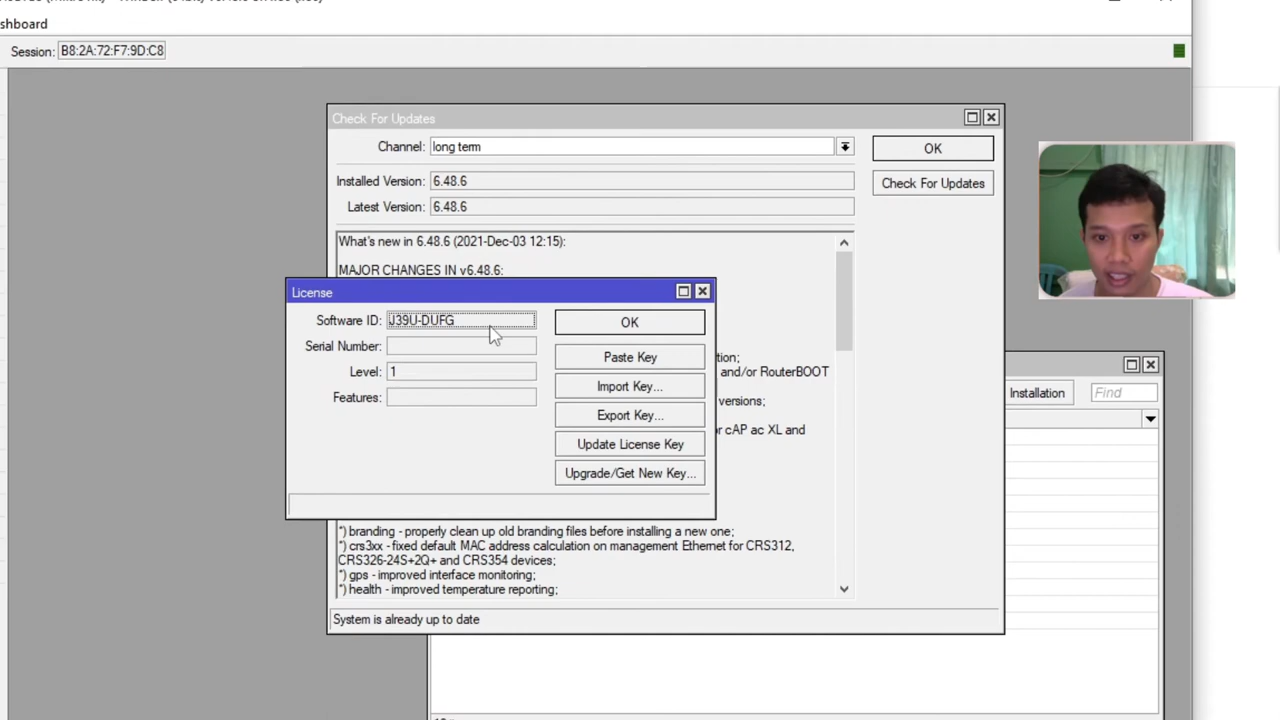 shboard
Session: B8:2A:72:F7:9D:C8
Check For Updates
Channel: long term
OK
Installed Version: 6.48.6
Check For Updates
Latest Version: 6.48.6
What's new in 6.48.6 (2021-Dec-03 12:15):
MAJOR CHANGES IN v6.48.6:
License
Software ID: J39U-DUFG
OK
Serial Number:
Paste Key
Level: 1
Import Key...
Features:
Export Key...
Update License Key
Upgrade/Get New Key...
tion;
and/or RouterBOOT
versions;
or cAP ac XL and
Installation
Find
*) branding - properly clean up old branding files before installing a new one;
*) crs3xx - fixed default MAC address calculation on management Ethernet for CRS312,
CRS326-24S+2Q+ and CRS354 devices;
*) gps - improved interface monitoring;
*) health - improved temperature reporting;
System is already up to date